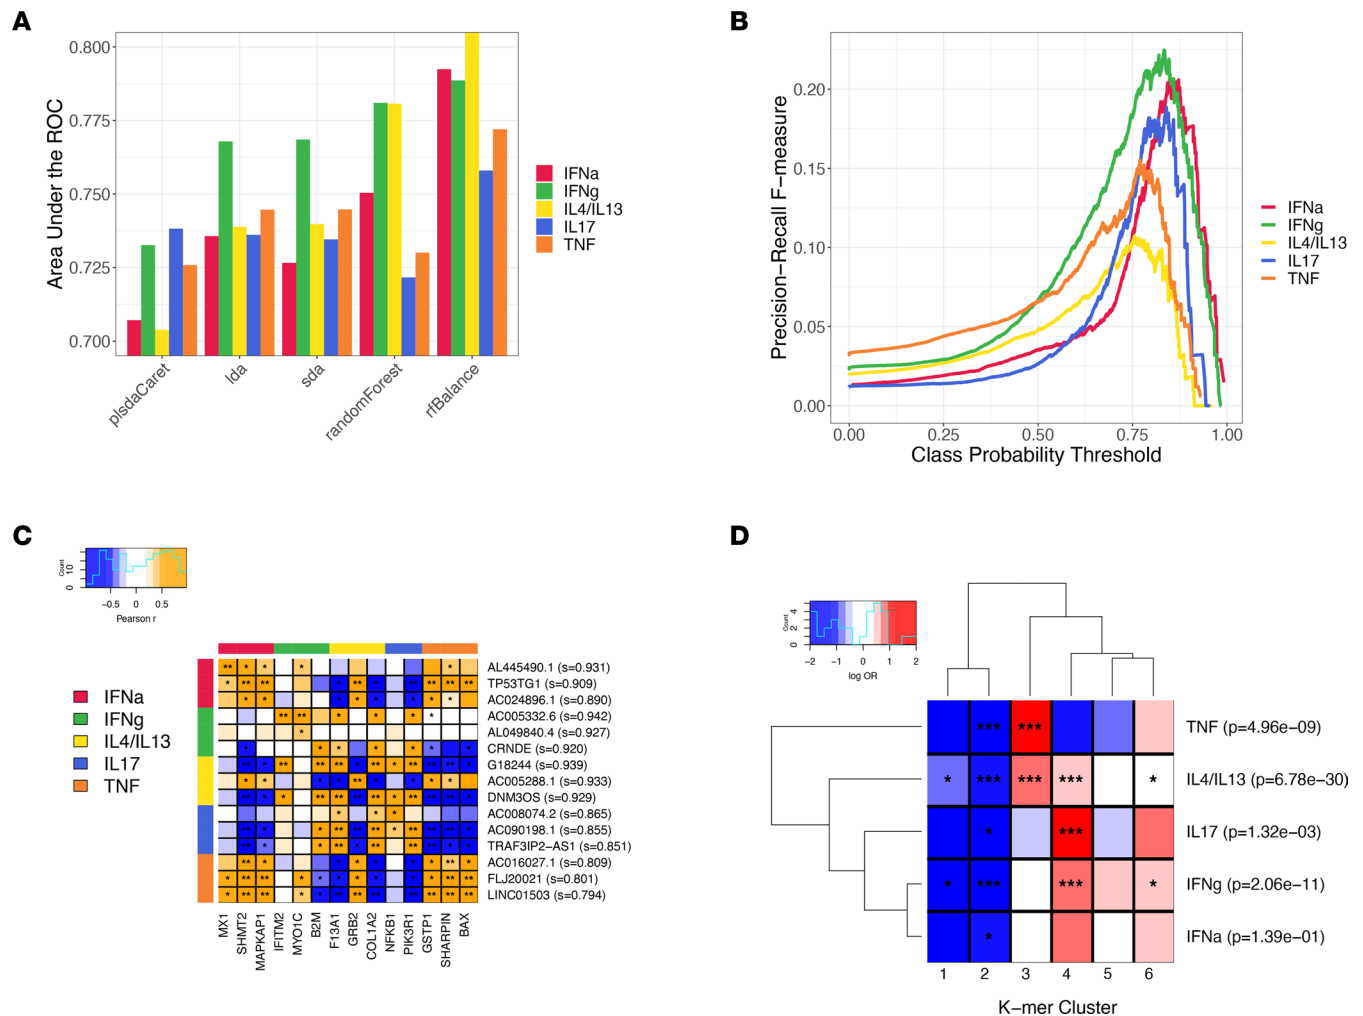 A
0.800
0.775
0.750
0.725
0.700
Area Under the ROC
plsdaCaret
lda
sda
randomForest
rfBalance
IFNa
IFNg
IL4/IL13
IL17
TNF
B
0.20
0.15
0.10
0.05
0.00
Precision-Recall F-measure
0.00 0.25 0.50 0.75 1.00
Class Probability Threshold
IFNa
IFNg
IL4/IL13
IL17
TNF
C
Count
0 10
−0.5 0 0.5
Pearson r
IFNa
IFNg
IL4/IL13
IL17
TNF
AL445490.1 (s=0.931)
TP53TG1 (s=0.909)
AC024896.1 (s=0.890)
AC005332.6 (s=0.942)
AL049840.4 (s=0.927)
CRNDE (s=0.920)
G18244 (s=0.939)
AC005288.1 (s=0.933)
DNM3OS (s=0.929)
AC008074.2 (s=0.865)
AC090198.1 (s=0.855)
TRAF3IP2−AS1 (s=0.851)
AC016027.1 (s=0.809)
FLJ20021 (s=0.801)
LINC01503 (s=0.794)
MX1
SHMT2
MAPKAP1
IFITM2
MYO1C
B2M
F13A1
GRB2
COL1A2
NFKB1
PIK3R1
GSTP1
SHARPIN
BAX
D
Count
0 2 4
−2 −1 0 1 2
log OR
TNF (p=4.96e−09)
IL4/IL13 (p=6.78e−30)
IL17 (p=1.32e−03)
IFNg (p=2.06e−11)
IFNa (p=1.39e−01)
1 2 3 4 5 6
K−mer Cluster